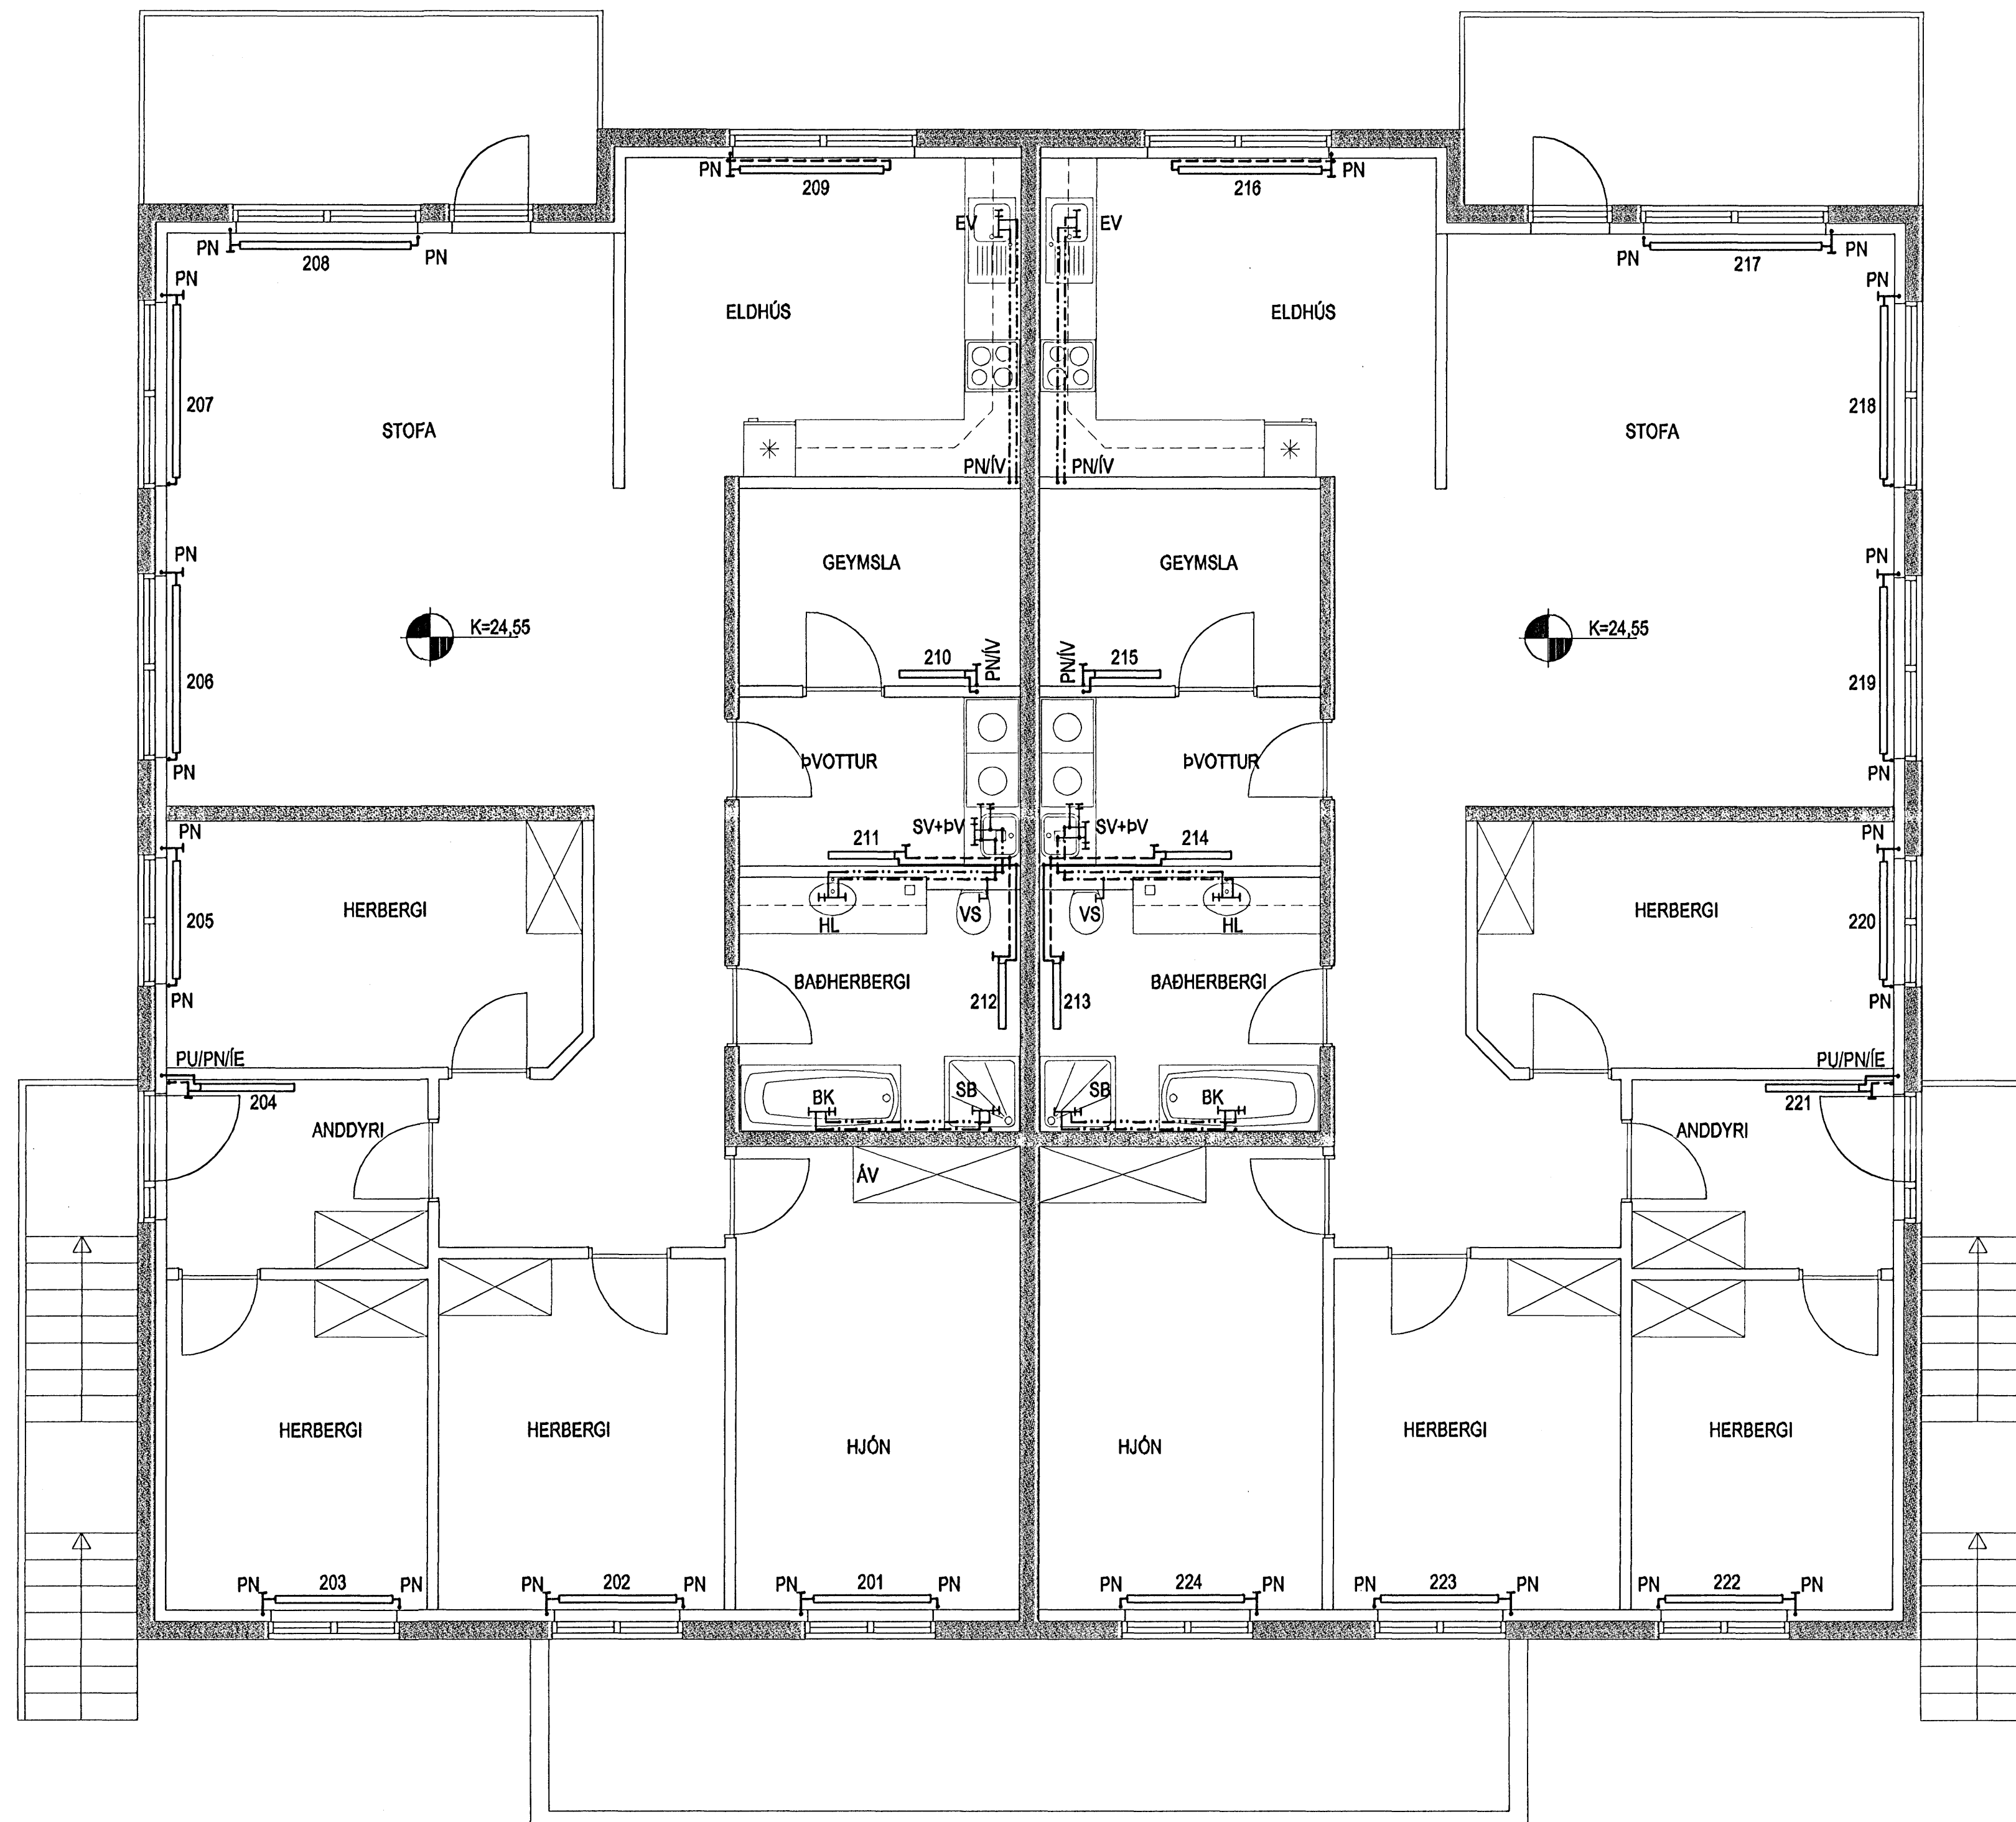 PN 209
216 PN
EV EV
PN 208 PN
PN 217 PN
PN PN
ELDHÚS ELDHÚS
207 218
STOFA STOFA
PN/ÍV PN/ÍV
PN PN
GEYMSLA GEYMSLA
K=24,55 K=24,55
210 PN/ÍV PN/ÍV 215
206 219
ÞVOTTUR ÞVOTTUR
PN PN
PN SV+ÞV SV+ÞV PN
211 214
HERBERGI HERBERGI
205 VS VS 220
HL HL
BAÐHERBERGI BAÐHERBERGI
PN 212 213 PN
PU/PN/ÍE PU/PN/ÍE
204 BK SB SB BK 221
ANDDYRI ANDDYRI
ÁV
HERBERGI HERBERGI HJÓN HJÓN HERBERGI HERBERGI
PN 203 PN PN 202 PN PN 201 PN PN 224 PN PN 223 PN PN 222 PN